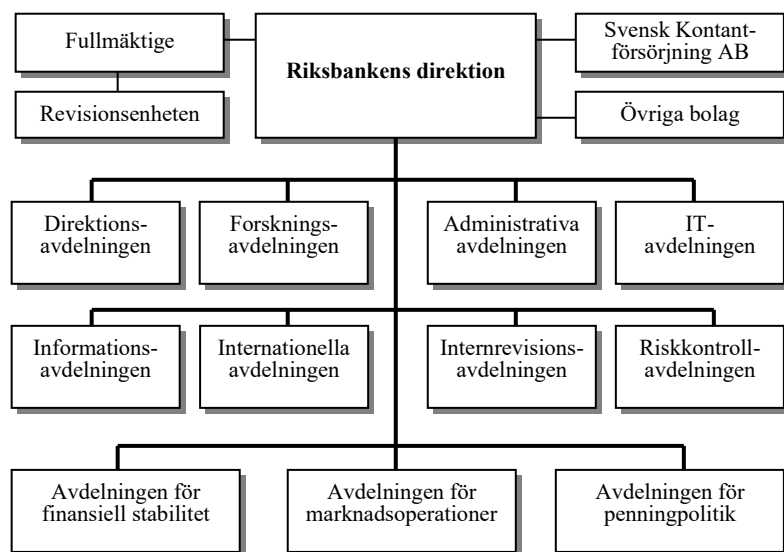 Fullmäktige
Riksbankens direktion
Svensk Kontant-
försörjning AB
Revisionsenheten
Övriga bolag
Direktions-
avdelningen
Forsknings-
avdelningen
Administrativa
avdelningen
IT-
avdelningen
Informations-
avdelningen
Internationella
avdelningen
Internrevisions-
avdelningen
Riskkontroll-
avdelningen
Avdelningen för
finansiell stabilitet
Avdelningen för
marknadsoperationer
Avdelningen för
penningpolitik